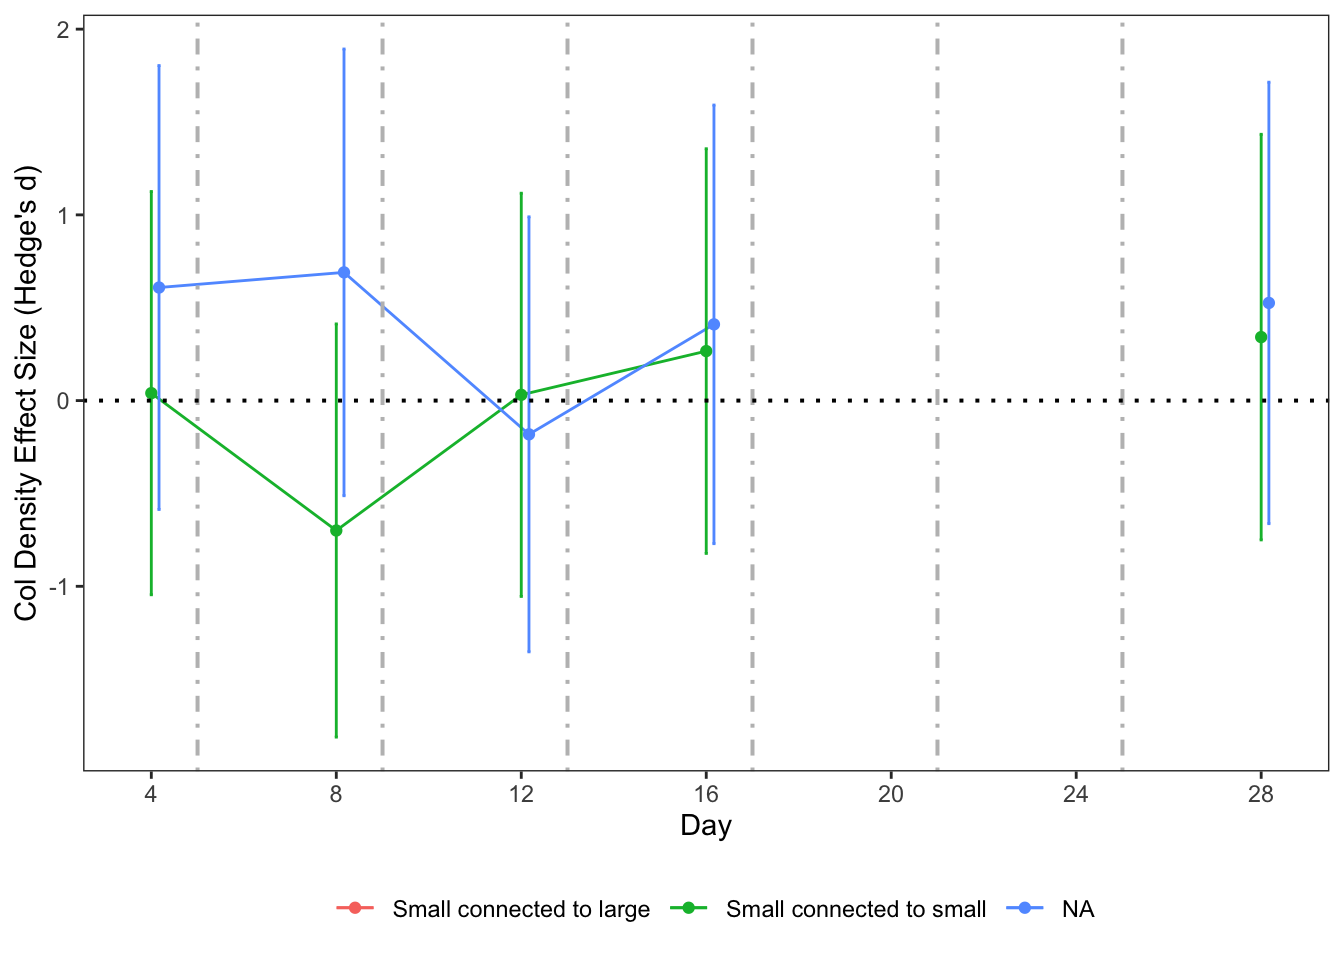 Col Density Effect Size (Hedge's d)
2
1
0
-1
4 8 12 16 20 24 28
Day
Small connected to large Small connected to small NA